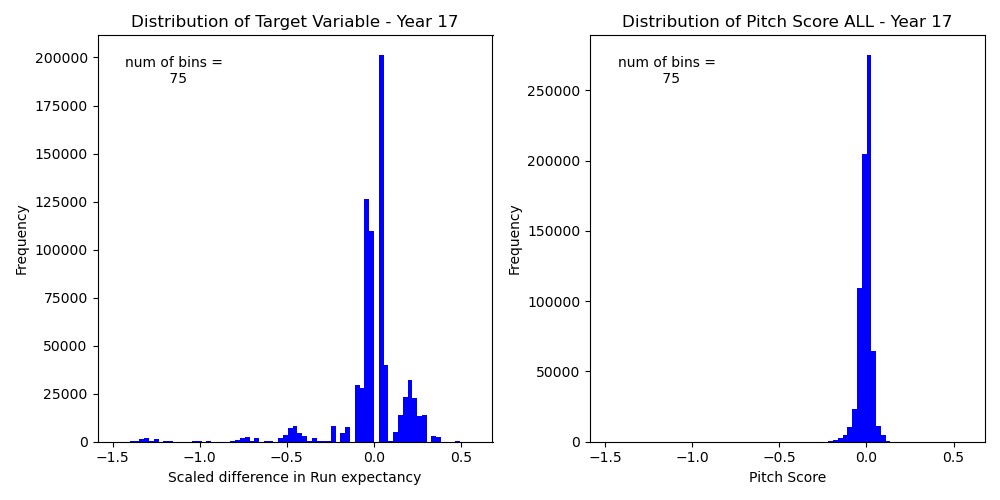 Distribution of Target Variable - Year 17
num of bins =
75
200000
175000
150000
125000
100000
75000
50000
25000
0
Frequency
−1.5 −1.0 −0.5 0.0 0.5
Scaled difference in Run expectancy
Distribution of Pitch Score ALL - Year 17
num of bins =
75
250000
200000
150000
100000
50000
0
Frequency
−1.5 −1.0 −0.5 0.0 0.5
Pitch Score